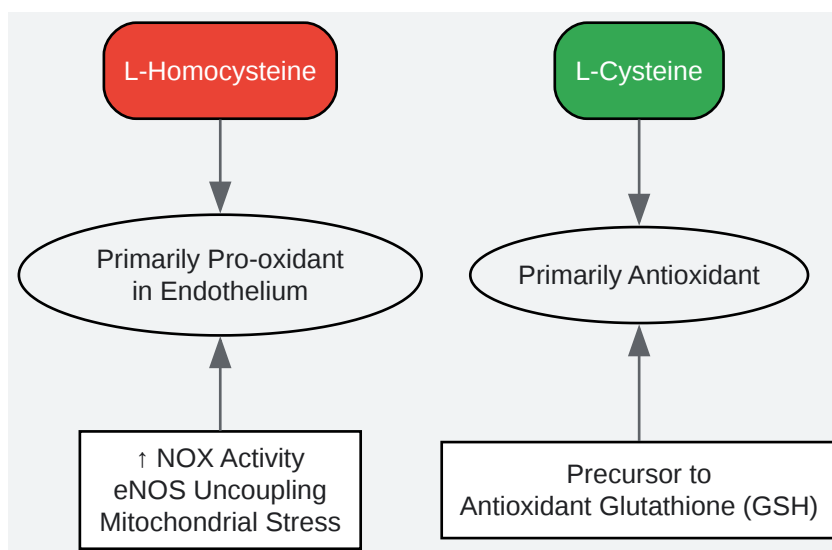 L-Homocysteine
L-Cysteine
Primarily Pro-oxidant
in Endothelium
Primarily Antioxidant
↑ NOX Activity
eNOS Uncoupling
Mitochondrial Stress
Precursor to
Antioxidant Glutathione (GSH)